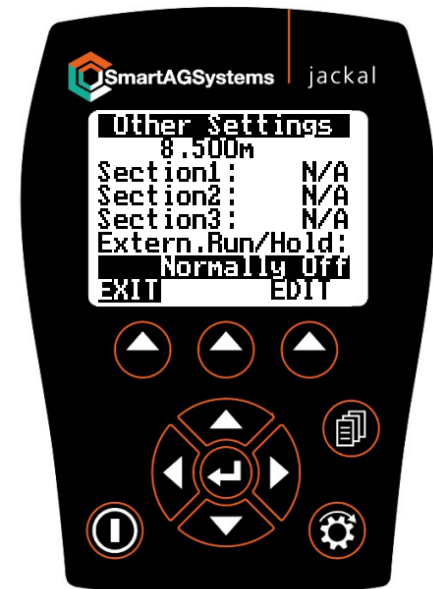 SmartAGSystems jackal
Other Settings
8.500m
Section1: N/A
Section2: N/A
Section3: N/A
Extern.Run/Hold:
Normally Off
EXIT EDIT